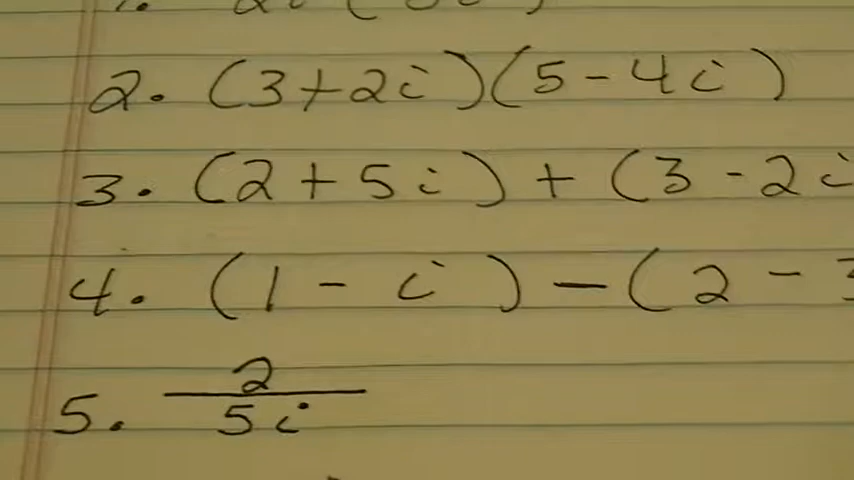 2. (3+2i)(5-4i)
3. (2+5i)+(3-2i
4. (1-i)-(2-
5. 2/5i